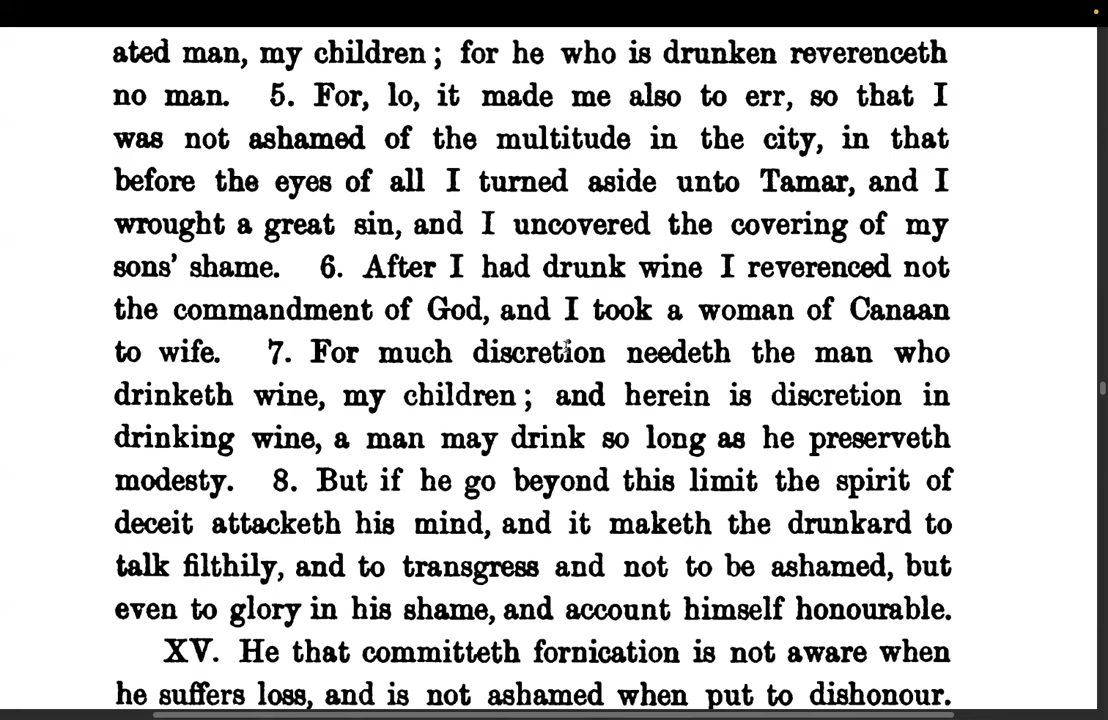 ated man, my children ; for he who is drunken reverenceth
no man. 5. For, lo, it made me also to err, so that I
was not ashamed of the multitude in the city, in that
before the eyes of all I turned aside unto Tamar, and I
wrought a great sin, and I uncovered the covering of my
sons’ shame. 6. After I had drunk wine I reverenced not
the commandment of God, and I took a woman of Canaan
to wife. 7. For much discretion needeth the man who
drinketh wine, my children ; and herein is discretion in
drinking wine, a man may drink so long as he preserveth
modesty. 8. But if he go beyond this limit the spirit of
deceit attacketh his mind, and it maketh the drunkard to
talk filthily, and to transgress and not to be ashamed, but
even to glory in his shame, and account himself honourable.
XV. He that committeth fornication is not aware when
he suffers loss, and is not ashamed when put to dishonour.